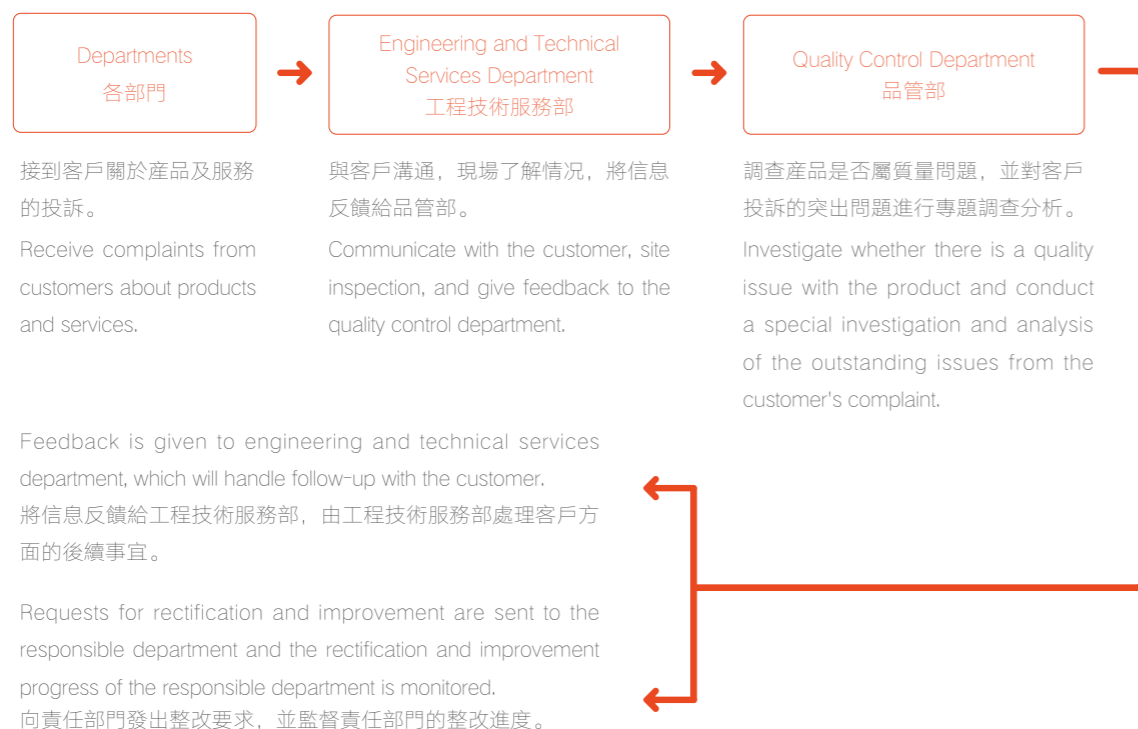 Departments
各部門
Engineering and Technical
Services Department
工程技術服務部
Quality Control Department
品管部
接到客戶關於產品及服務
的投訴。
Receive complaints from
customers about products
and services.
與客戶溝通，現場了解情況，將信息
反饋給品管部。
Communicate with the customer, site
inspection, and give feedback to the
quality control department.
調查產品是否屬質量問題，並對客戶
投訴的突出問題進行專題調查分析。
Investigate whether there is a quality
issue with the product and conduct
a special investigation and analysis
of the outstanding issues from the
customer's complaint.
Feedback is given to engineering and technical services
department, which will handle follow-up with the customer.
將信息反饋給工程技術服務部，由工程技術服務部處理客戶方
面的後續事宜。
Requests for rectification and improvement are sent to the
responsible department and the rectification and improvement
progress of the responsible department is monitored.
向責任部門發出整改要求，並監督責任部門的整改進度。